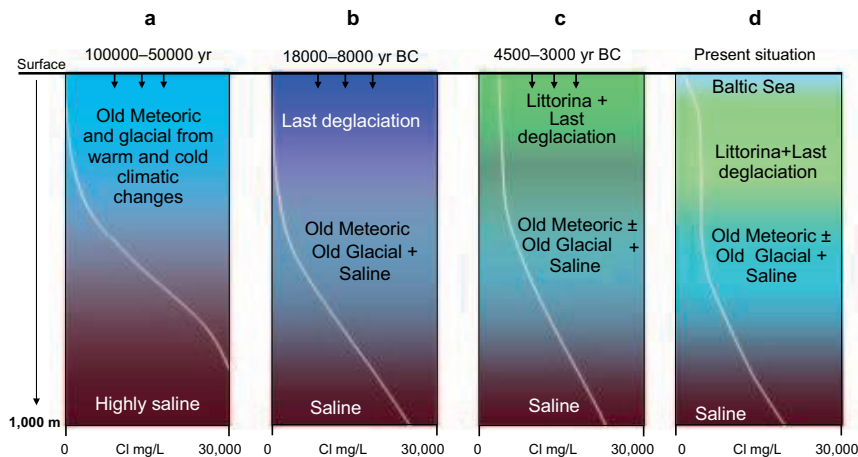 a
b
c
d
100000–50000 yr
18000–8000 yr BC
4500–3000 yr BC
Present situation
Surface
Old Meteoric
and glacial from
warm and cold
climatic
changes
Highly saline
Last deglaciation
Old Meteoric
Old Glacial +
Saline
Saline
Littorina +
Last
deglaciation
Old Meteoric ±
Old Glacial +
Saline
Saline
Baltic Sea
Littorina+Last
deglaciation
Old Meteoric ±
Old Glacial +
Saline
Saline
1,000 m
0 Cl mg/L 30,000
0 Cl mg/L 30,000
0 Cl mg/L 30,000
0 Cl mg/L 30,000